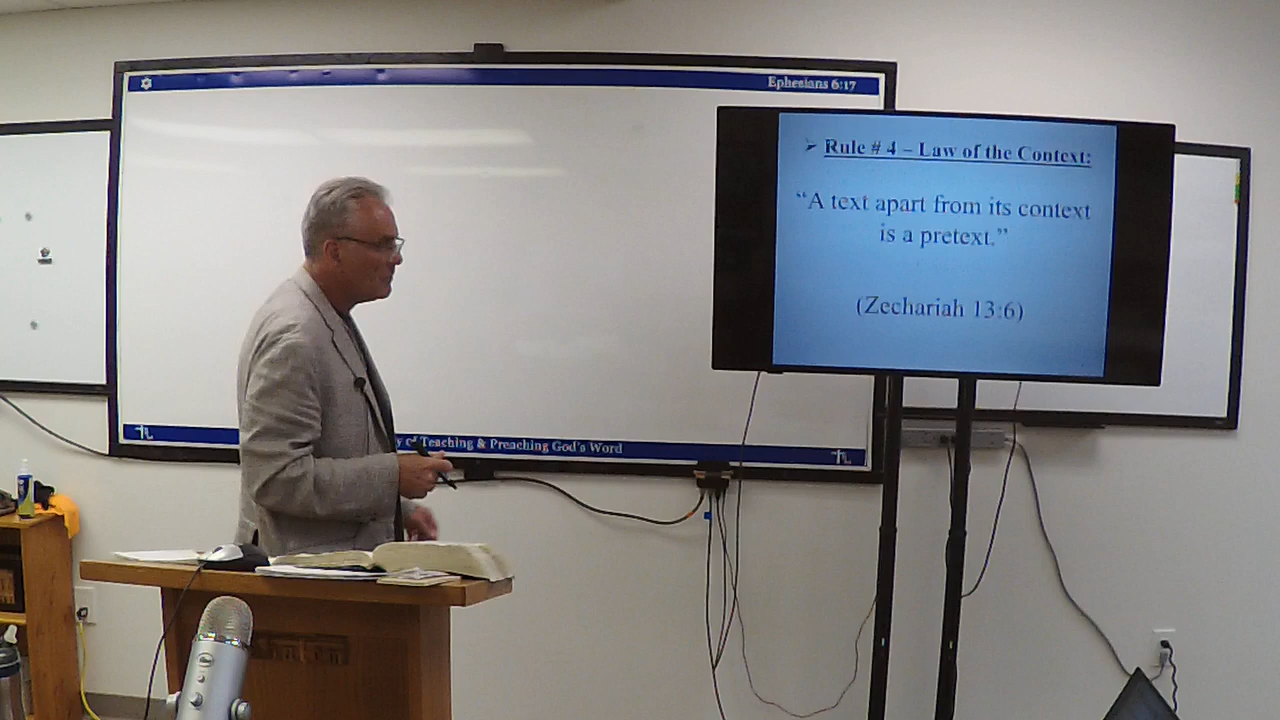 Ephesians 6:17
➢ Rule # 4 – Law of the Context:
“A text apart from its context
is a pretext.”
(Zechariah 13:6)
of Teaching & Preaching God's Word